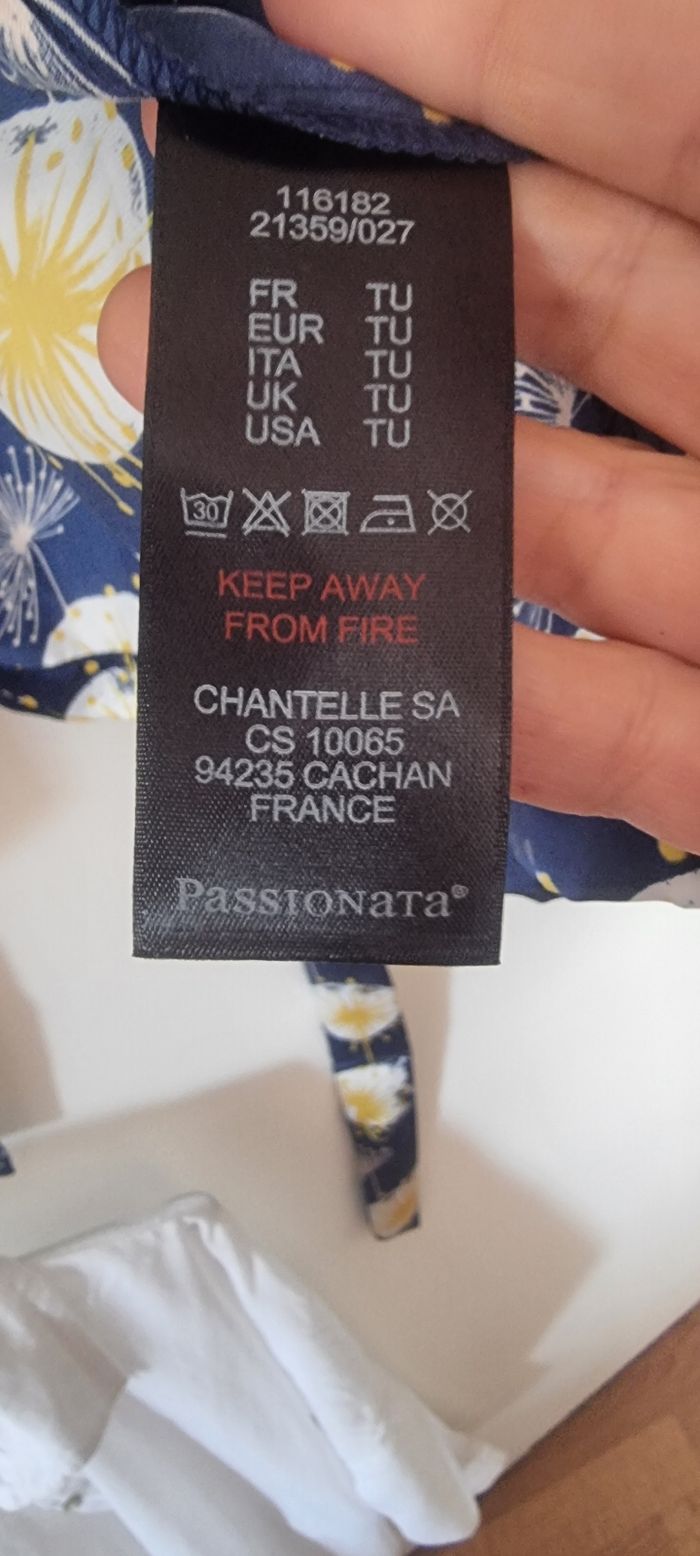 116182
21359/027
FR TU
EUR TU
ITA TU
UK TU
USA TU
30
KEEP AWAY
FROM FIRE
CHANTELLE SA
CS 10065
94235 CACHAN
FRANCE
PASSIONATA®